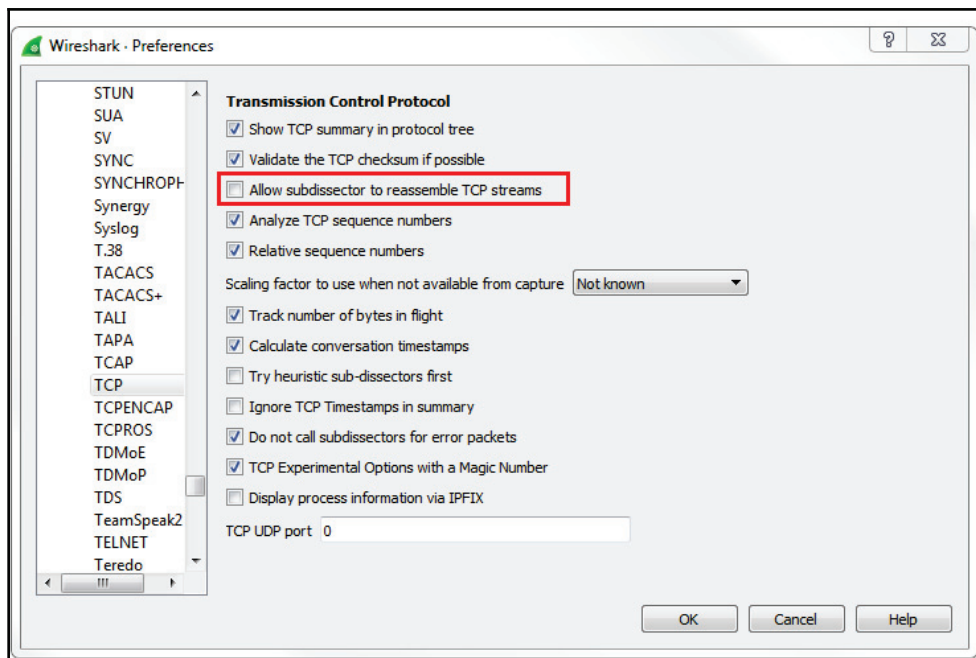 Wireshark · Preferences
STUN
SUA
SV
SYNC
SYNCHROPH
Synergy
Syslog
T.38
TACACS
TACACS+
TALI
TAPA
TCAP
TCP
TCPENCAP
TCPROS
TDMoE
TDMoP
TDS
TeamSpeak2
TELNET
Teredo
Transmission Control Protocol
Show TCP summary in protocol tree
Validate the TCP checksum if possible
Allow subdissector to reassemble TCP streams
Analyze TCP sequence numbers
Relative sequence numbers
Scaling factor to use when not available from capture Not known
Track number of bytes in flight
Calculate conversation timestamps
Try heuristic sub-dissectors first
Ignore TCP Timestamps in summary
Do not call subdissectors for error packets
TCP Experimental Options with a Magic Number
Display process information via IPFIX
TCP UDP port 0
OK Cancel Help